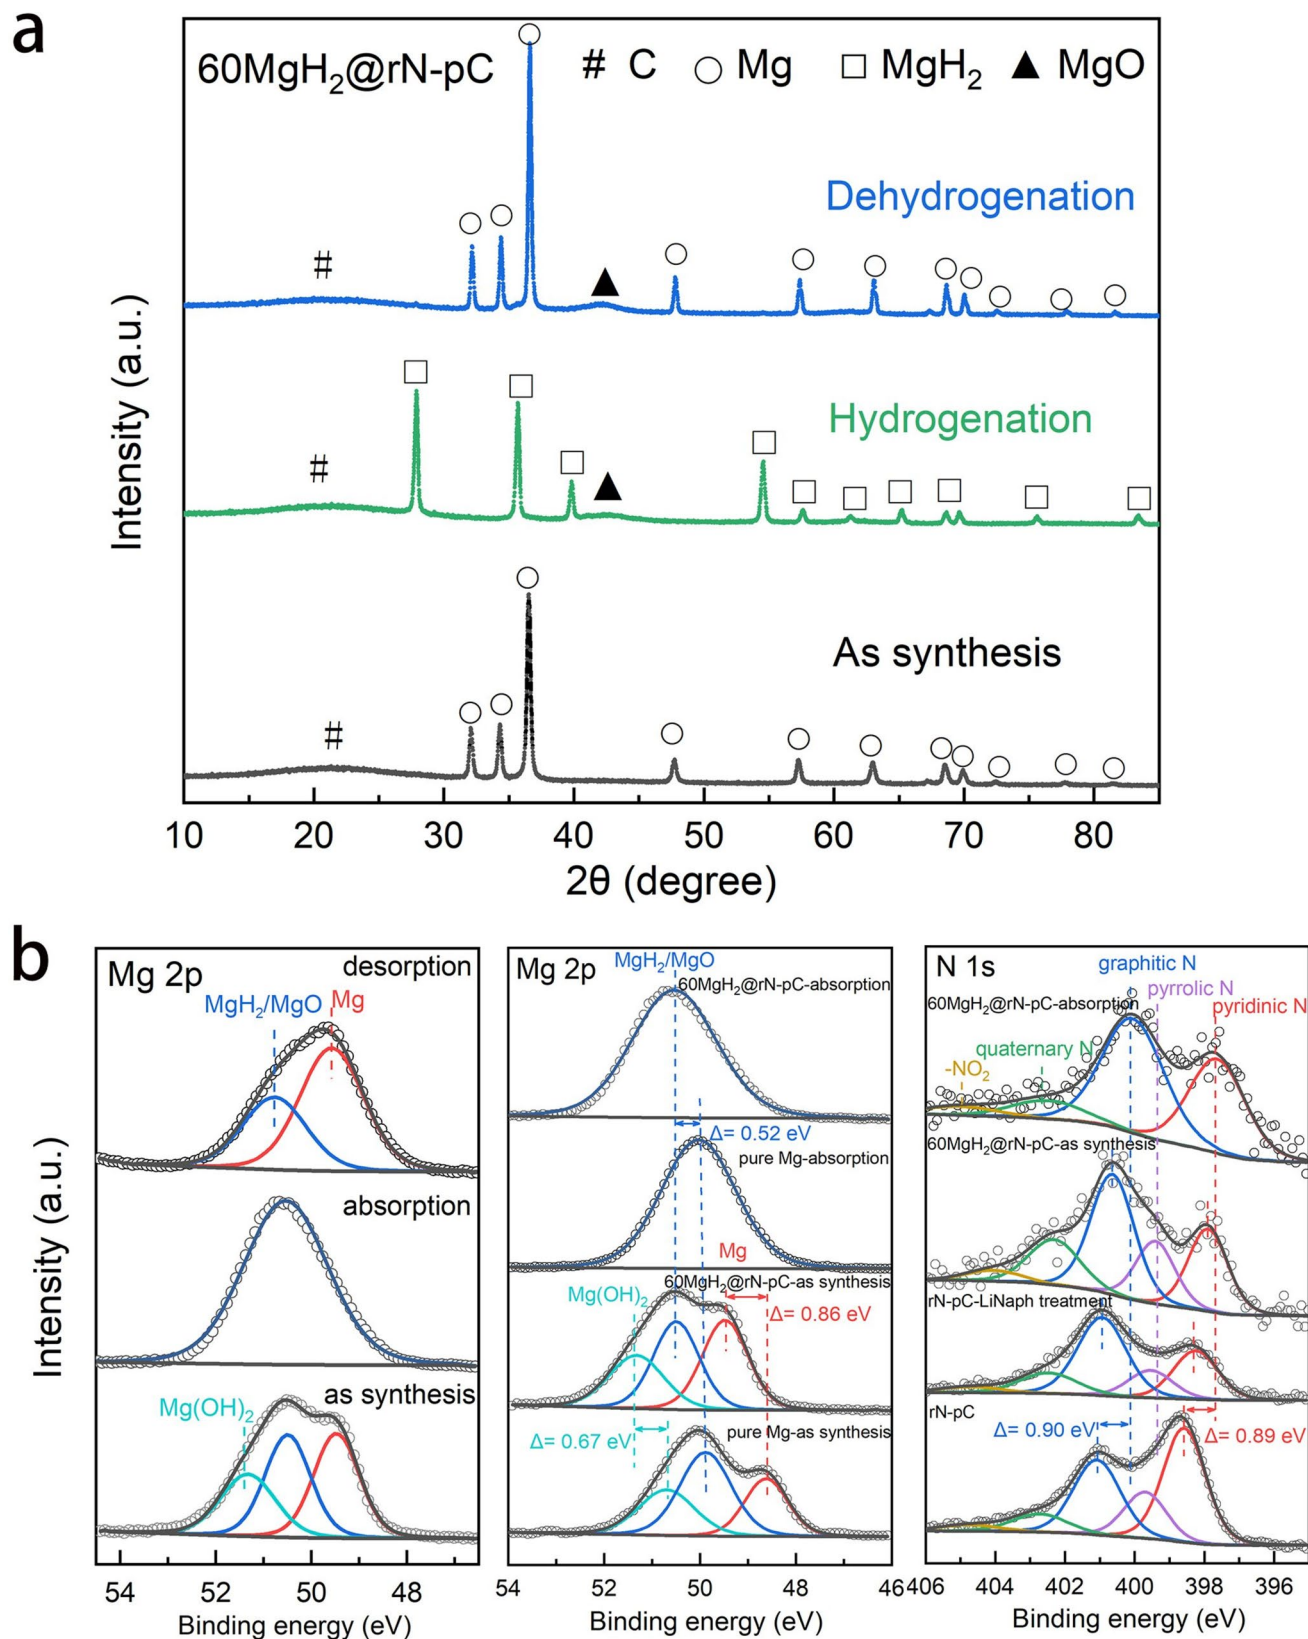 a
60MgH₂@rN-pC
# C ○ Mg □ MgH₂ ▲ MgO
Dehydrogenation
#
Hydrogenation
#
As synthesis
#
Intensity (a.u.)
10 20 30 40 50 60 70 80
2θ (degree)
b
Mg 2p
desorption
MgH₂/MgO
Mg
absorption
as synthesis
Mg(OH)₂
Intensity (a.u.)
54 52 50 48
Binding energy (eV)
Mg 2p
MgH₂/MgO
60MgH₂@rN-pC-absorption
Δ= 0.52 eV
pure Mg-absorption
Mg
60MgH₂@rN-pC-as synthesis
Mg(OH)₂
Δ= 0.86 eV
pure Mg-as synthesis
Δ= 0.67 eV
54 52 50 48 46
Binding energy (eV)
N 1s
graphitic N
pyrrolic N
60MgH₂@rN-pC-absorption
pyridinic N
quaternary N
-NO₂
60MgH₂@rN-pC-as synthesis
rN-pC-LiNaph treatment
rN-pC
Δ= 0.90 eV
Δ= 0.89 eV
406 404 402 400 398 396
Binding energy (eV)